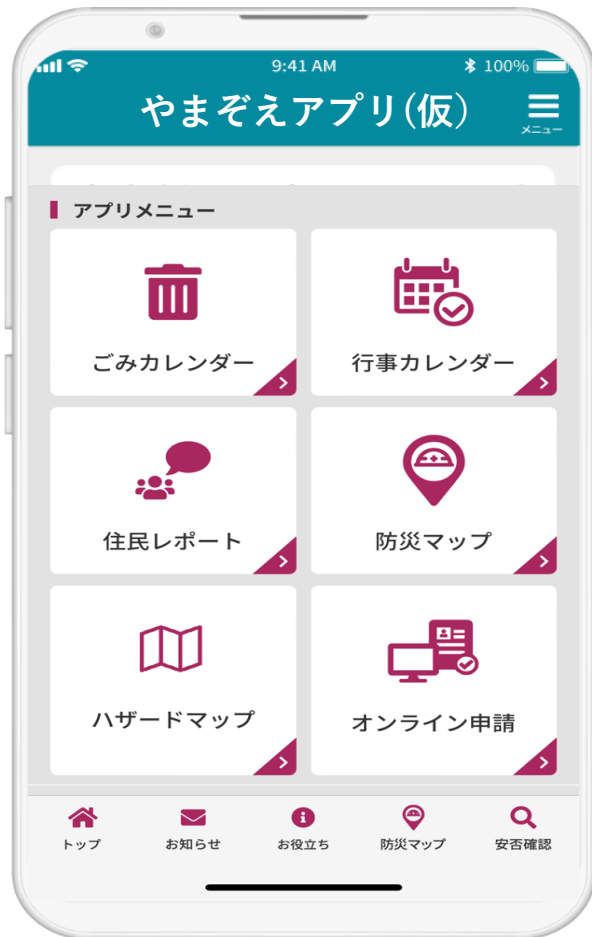 9:41 AM
100%
やまぞえアプリ(仮)
メニュー
アプリメニュー
ごみカレンダー
行事カレンダー
住民レポート
防災マップ
ハザードマップ
オンライン申請
トップ
お知らせ
お役立ち
防災マップ
安否確認